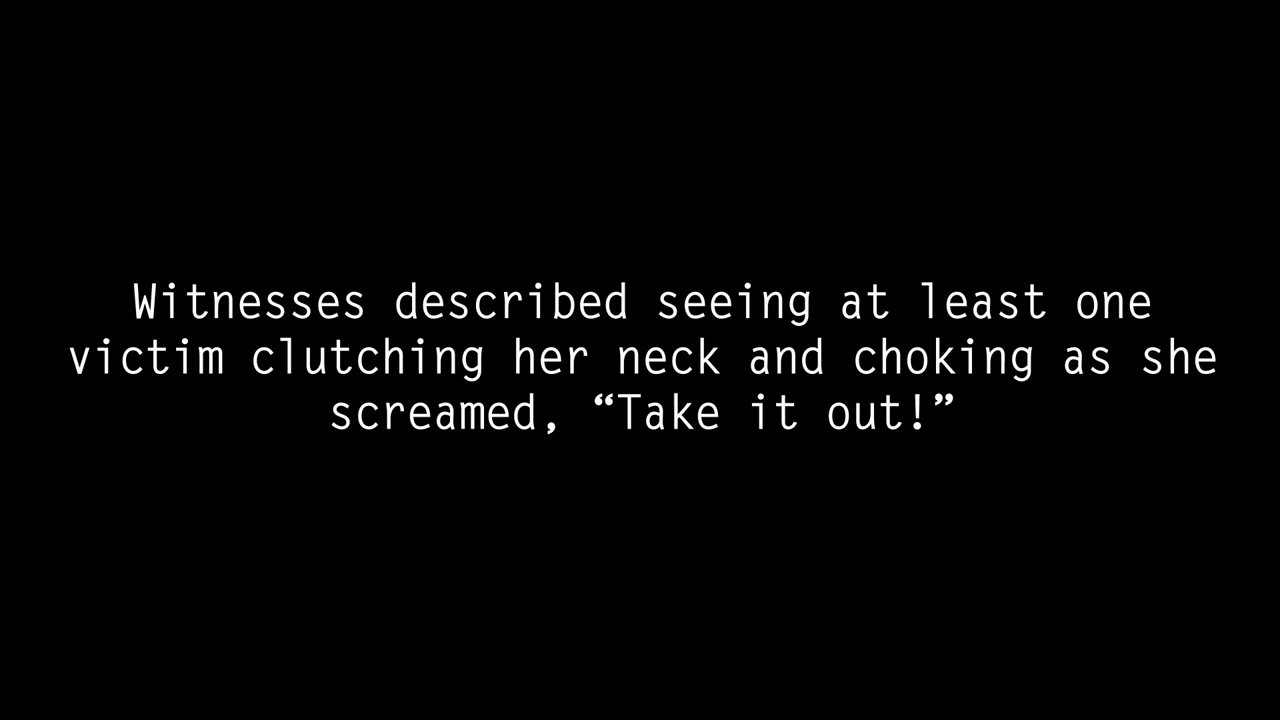 Witnesses described seeing at least one
victim clutching her neck and choking as she
screamed, “Take it out!”